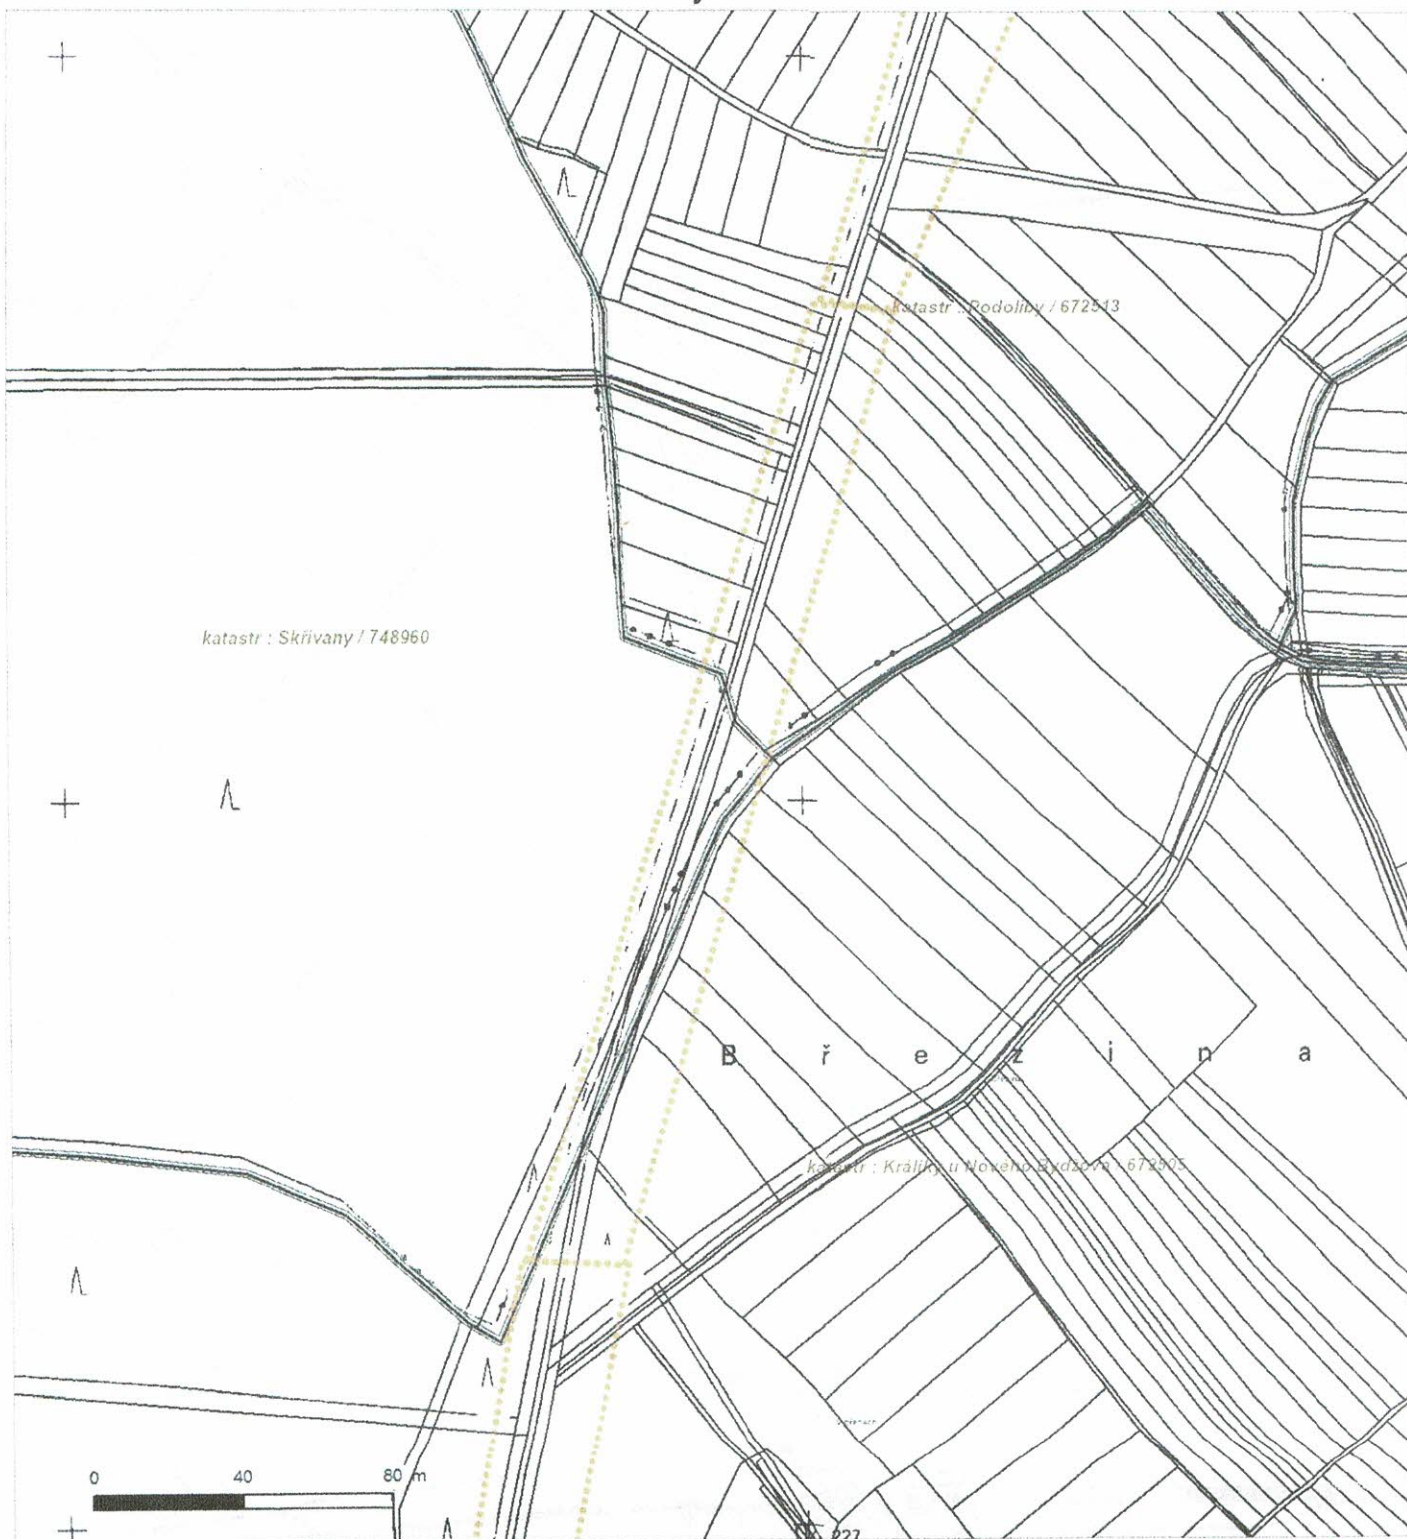 katastr : Podoliby / 672513
katastr : Skřivany / 748960
B ř e z i n a
katastr : Králíky u Nového Bydžova / 672505
0 40 80 m
227